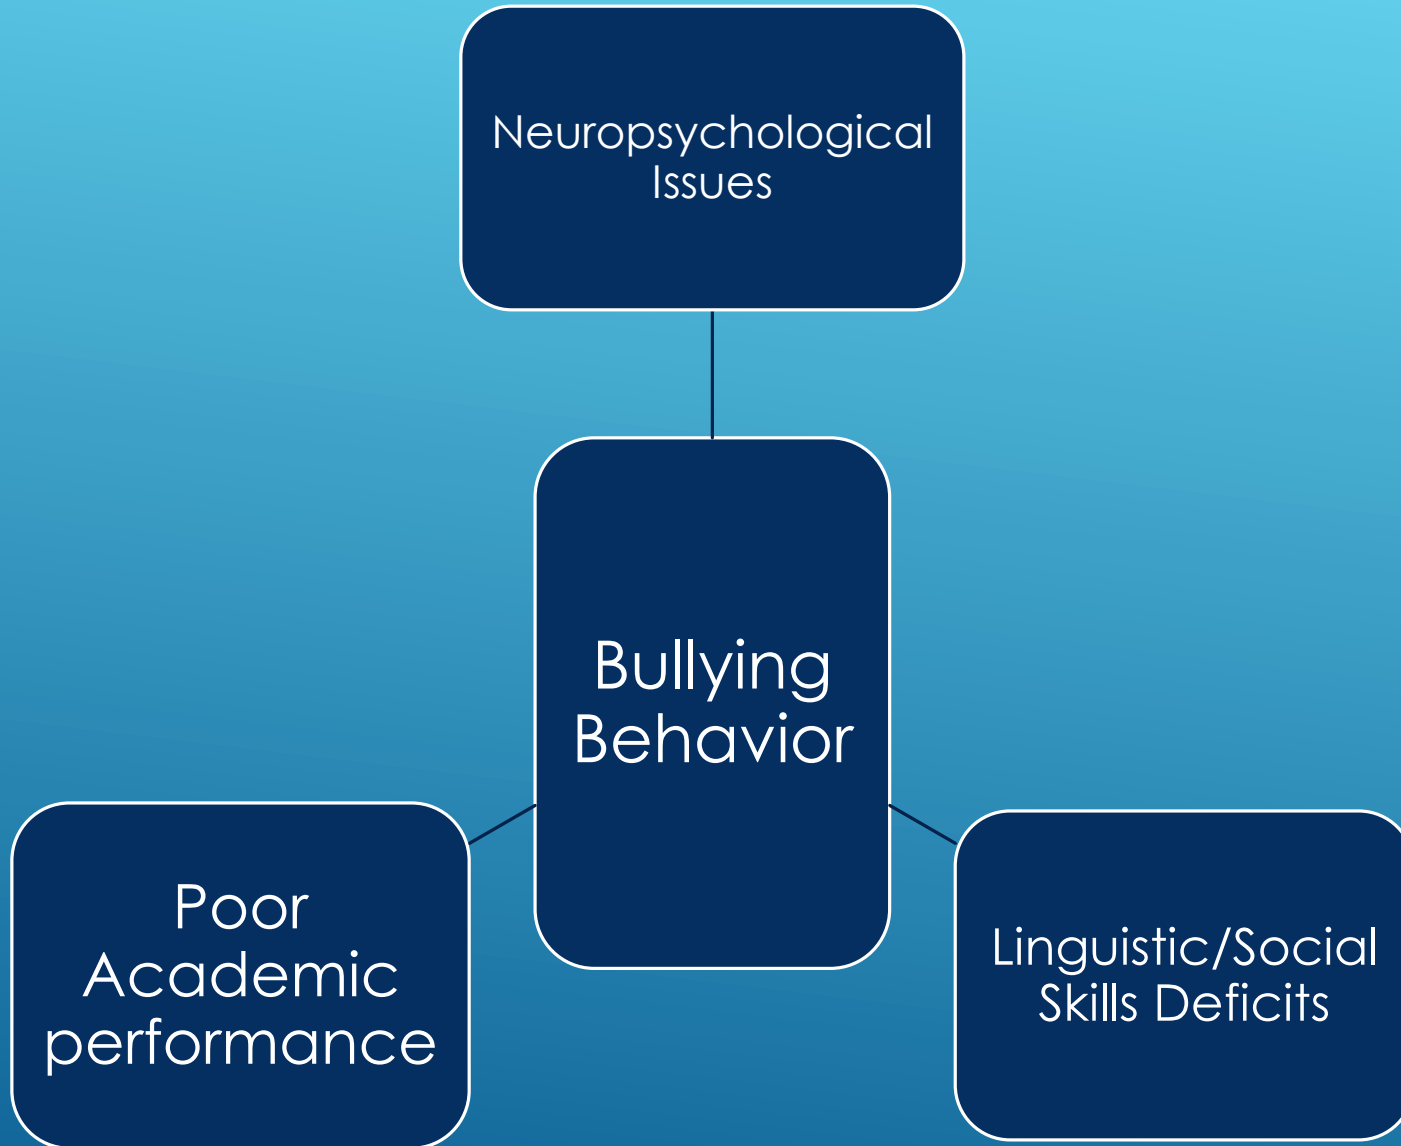 Neuropsychological
Issues
Bullying
Behavior
Poor
Academic
performance
Linguistic/Social
Skills Deficits